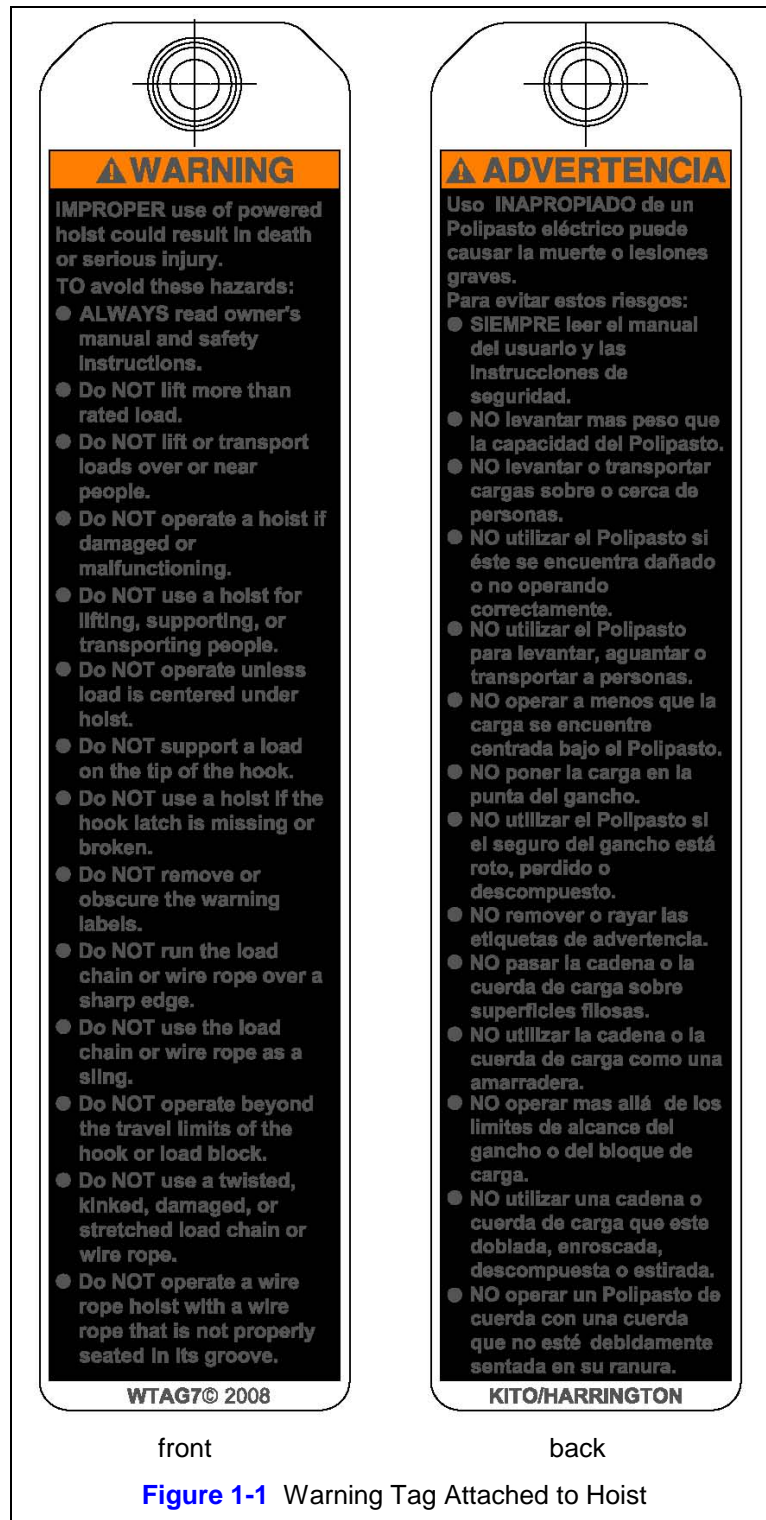 WARNING
IMPROPER use of powered
hoist could result in death
or serious injury.
TO avoid these hazards:
● ALWAYS read owner's
manual and safety
instructions.
● Do NOT lift more than
rated load.
● Do NOT lift or transport
loads over or near
people.
● Do NOT operate a hoist if
damaged or
malfunctioning.
● Do NOT use a hoist for
lifting, supporting, or
transporting people.
● Do NOT operate unless
load is centered under
hoist.
● Do NOT support a load
on the tip of the hook.
● Do NOT use a hoist if the
hook latch is missing or
broken.
● Do NOT remove or
obscure the warning
labels.
● Do NOT run the load
chain or wire rope over a
sharp edge.
● Do NOT use the load
chain or wire rope as a
sling.
● Do NOT operate beyond
the travel limits of the
hook or load block.
● Do NOT use a twisted,
kinked, damaged, or
stretched load chain or
wire rope.
● Do NOT operate a wire
rope hoist with a wire
rope that is not properly
seated in its groove.
WTAG7© 2008
front
ADVERTENCIA
Uso INAPROPIADO de un
Polipasto eléctrico puede
causar la muerte o lesiones
graves.
Para evitar estos riesgos:
● SIEMPRE leer el manual
del usuario y las
instrucciones de
seguridad.
● NO levantar mas peso que
la capacidad del Polipasto.
● NO levantar o transportar
cargas sobre o cerca de
personas.
● NO utilizar el Polipasto si
éste se encuentra dañado
o no operando
correctamente.
● NO utilizar el Polipasto
para levantar, aguantar o
transportar a personas.
● NO operar a menos que la
carga se encuentre
centrada bajo el Polipasto.
● NO poner la carga en la
punta del gancho.
● NO utilizar el Polipasto si
el seguro del gancho está
roto, perdido o
descompuesto.
● NO remover o rayar las
etiquetas de advertencia.
● NO pasar la cadena o la
cuerda de carga sobre
superficies filosas.
● NO utilizar la cadena o la
cuerda de carga como una
amarradera.
● NO operar mas allá de los
limites de alcance del
gancho o del bloque de
carga.
● NO utilizar una cadena o
cuerda de carga que este
doblada, enroscada,
descompuesta o estirada.
● NO operar un Polipasto de
cuerda con una cuerda
que no esté debidamente
sentada en su ranura.
KITO/HARRINGTON
back
Figure 1-1 Warning Tag Attached to Hoist